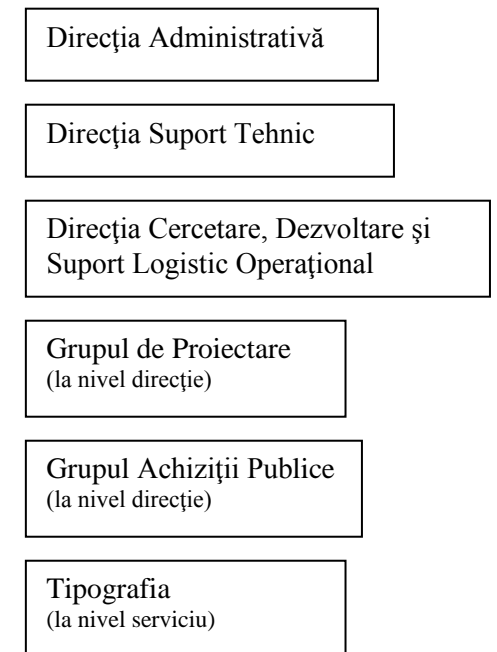 Direcţia Administrativă
Direcţia Suport Tehnic
Direcţia Cercetare, Dezvoltare şi
Suport Logistic Operaţional
Grupul de Proiectare
(la nivel direcţie)
Grupul Achiziţii Publice
(la nivel direcţie)
Tipografia
(la nivel serviciu)